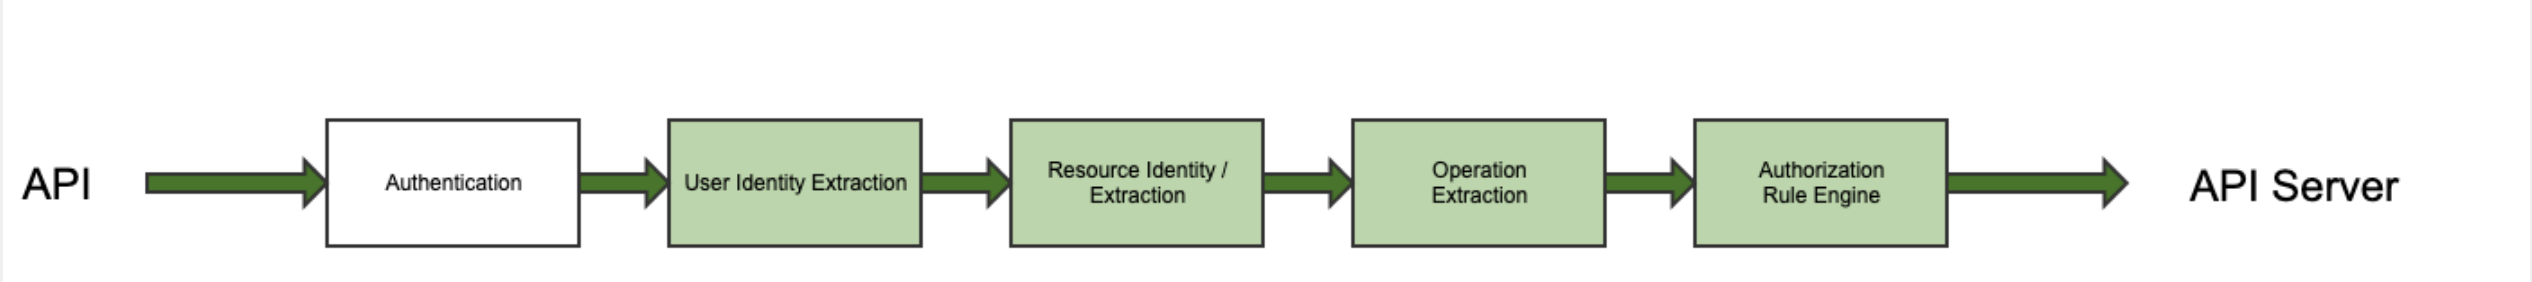 API
Authentication
User Identity Extraction
Resource Identity /
Extraction
Operation
Extraction
Authorization
Rule Engine
API Server